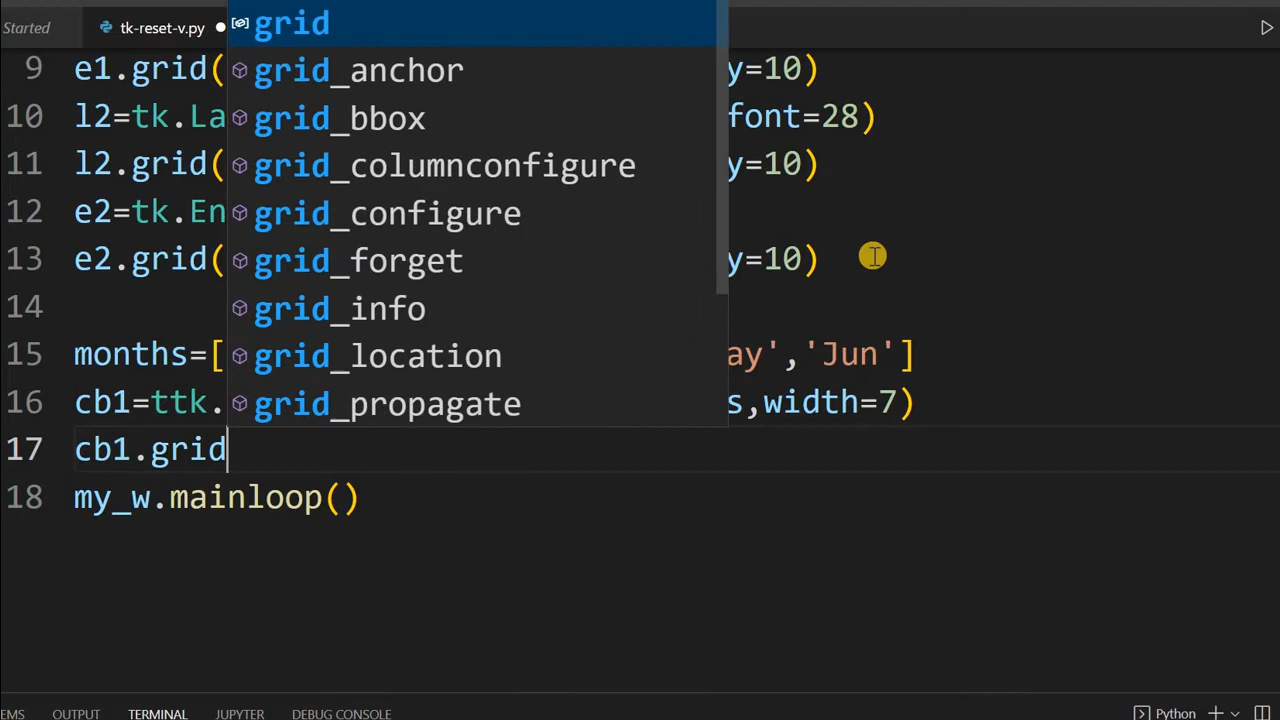 Started tk-reset-v.py
grid
grid_anchor
grid_bbox
grid_columnconfigure
grid_configure
grid_forget
grid_info
grid_location
grid_propagate
9 e1.grid( y=10)
10 l2=tk.La font=28)
11 l2.grid( y=10)
12 e2=tk.En
13 e2.grid( y=10)
14
15 months=[ ay','Jun']
16 cb1=ttk. s,width=7)
17 cb1.grid
18 my_w.mainloop()
EMS OUTPUT TERMINAL JUPYTER DEBUG CONSOLE
Python